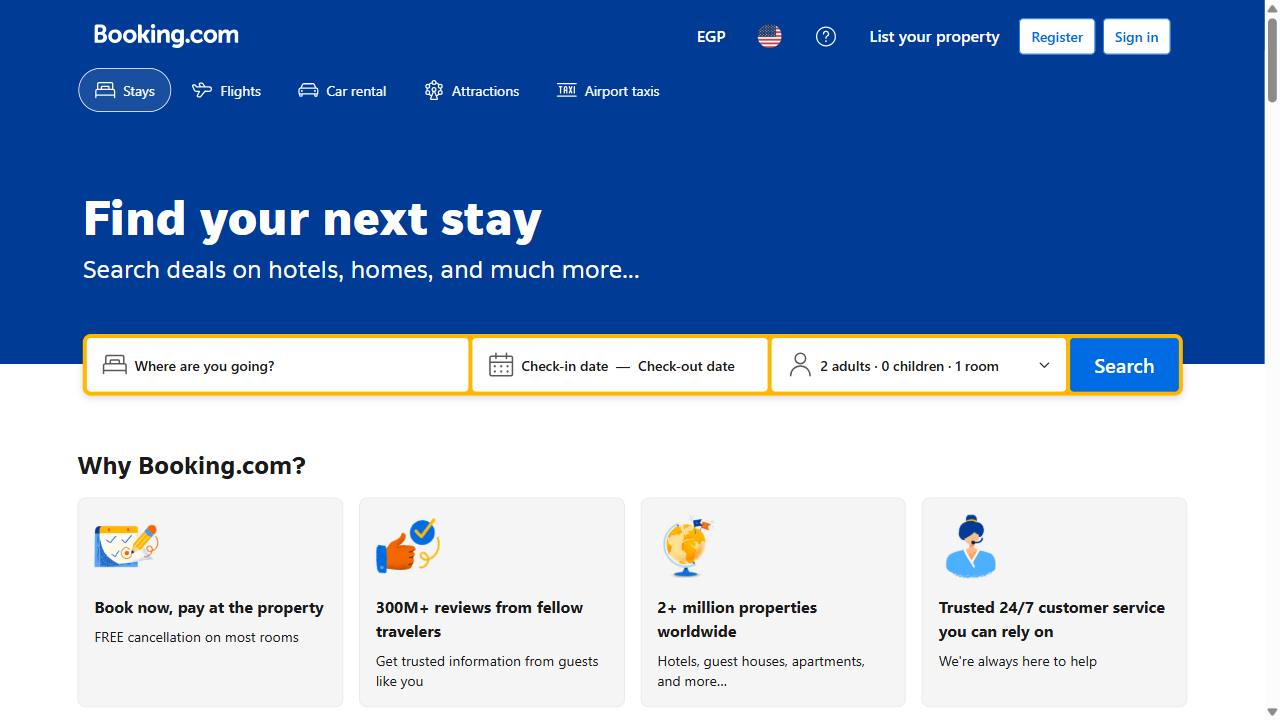 Booking.com
EGP
List your property
Register
Sign in
Stays
Flights
Car rental
Attractions
TAXI
Airport taxis
Find your next stay
Search deals on hotels, homes, and much more...
Where are you going?
Check-in date — Check-out date
2 adults · 0 children · 1 room
Search
Why Booking.com?
Book now, pay at the property
FREE cancellation on most rooms
300M+ reviews from fellow
travelers
Get trusted information from guests
like you
2+ million properties
worldwide
Hotels, guest houses, apartments,
and more...
Trusted 24/7 customer service
you can rely on
We're always here to help